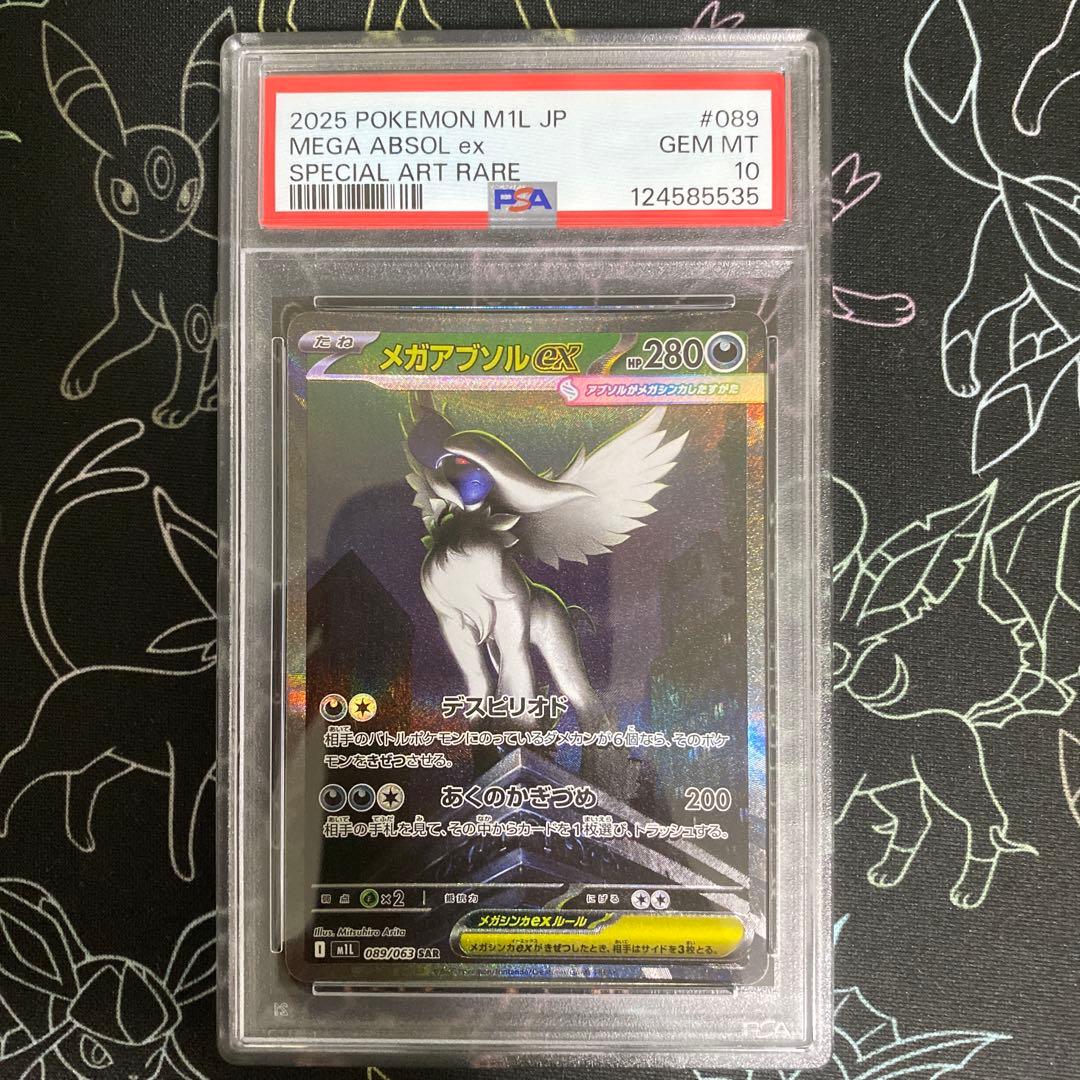 2025 POKEMON M1L JP #089
MEGA ABSOL ex GEM MT
SPECIAL ART RARE 10
PSA 124585535
たね メガアブソルex HP280
アブソルがメガシンカしたすがた
デスピリオド
相手のバトルポケモンにのっているダメカンが6個なら、そのポケ
モンをきぜつさせる。
あくのかぎづめ 200
相手の手札を見て、その中からカードを1枚選び、トラッシュする。
弱点 ×2 抵抗力 にげる
メガシンカexルール
Illus. Mitsuhiro Arita
メガシンカexがきぜつしたとき、相手はサイドを3枚とる。
I M1L 089/063 SAR
PSA